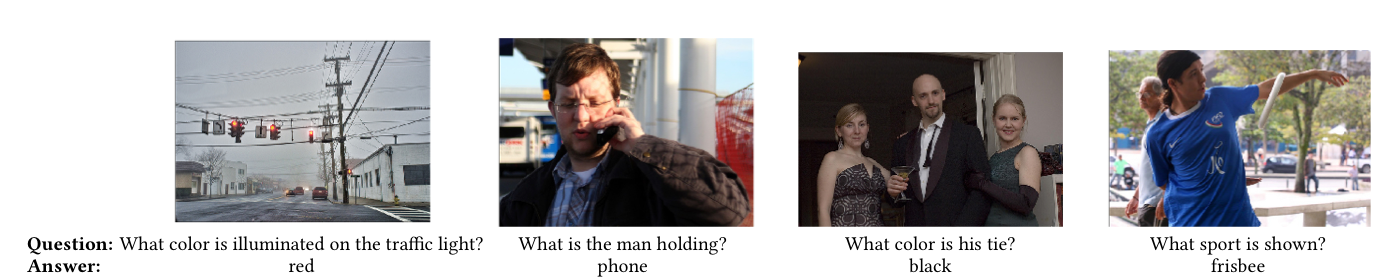 Question: What color is illuminated on the traffic light? What is the man holding? What color is his tie? What sport is shown?
Answer: red phone black frisbee